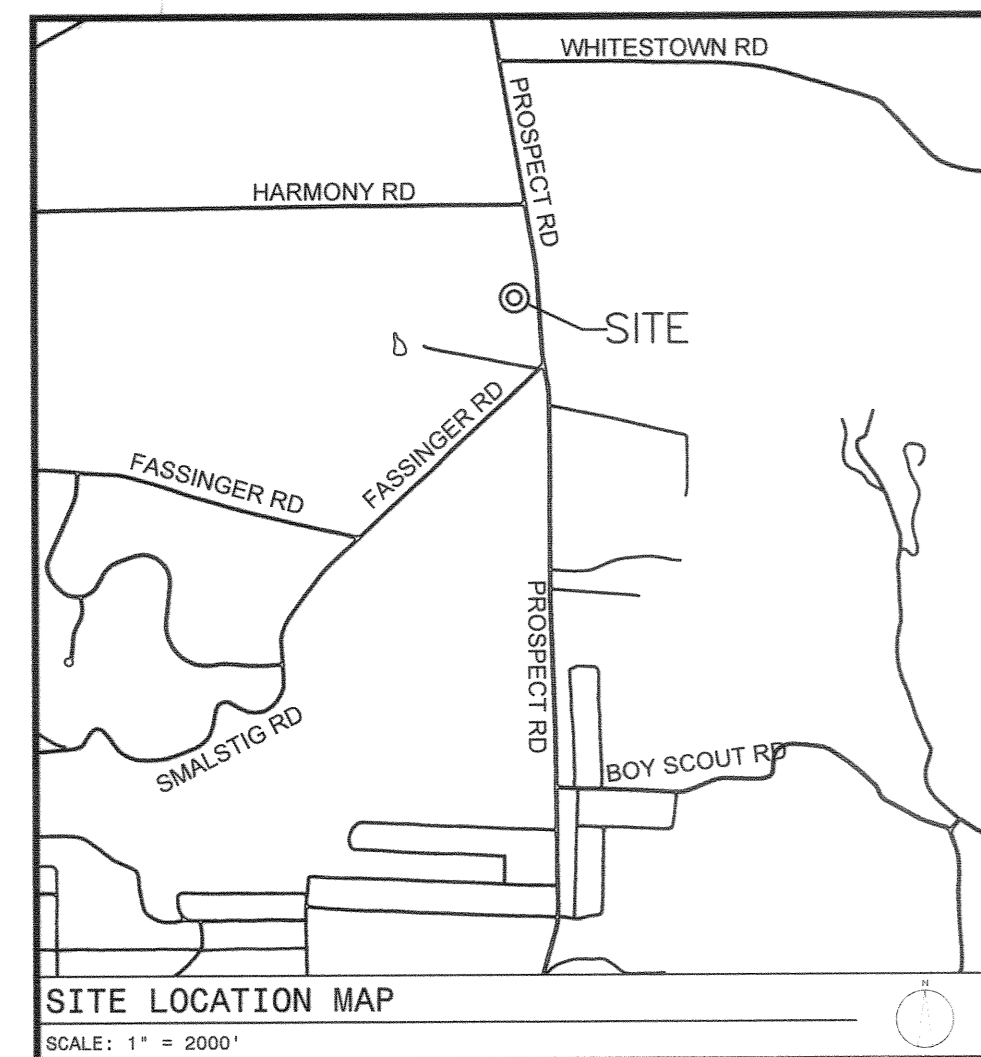 WHITESTOWN RD
PROSPECT RD
HARMONY RD
SITE
FASSINGER RD
FASSINGER RD
PROSPECT RD
SMALSTIG RD
BOY SCOUT RD
SITE LOCATION MAP
N
SCALE: 1" = 2000'